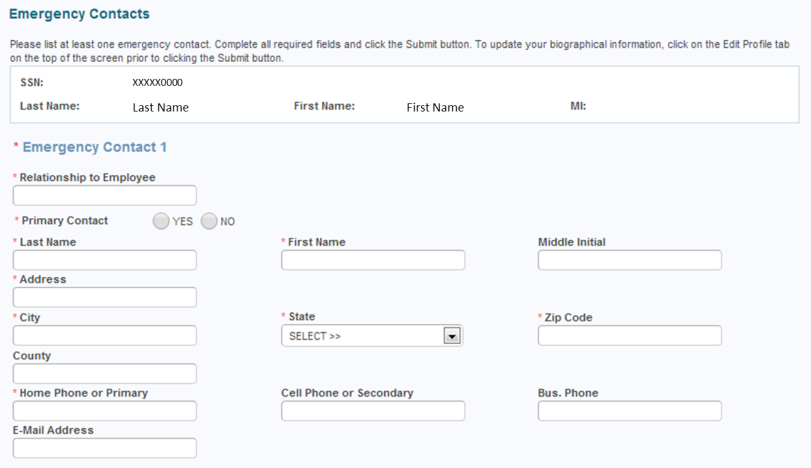 Emergency Contacts
Please list at least one emergency contact. Complete all required fields and click the Submit button. To update your biographical information, click on the Edit Profile tab
on the top of the screen prior to clicking the Submit button.
SSN: XXXXX0000
Last Name: Last Name First Name: First Name MI:
* Emergency Contact 1
* Relationship to Employee
* Primary Contact YES NO
* Last Name * First Name Middle Initial
* Address
* City * State * Zip Code
SELECT >>
County
* Home Phone or Primary Cell Phone or Secondary Bus. Phone
E-Mail Address